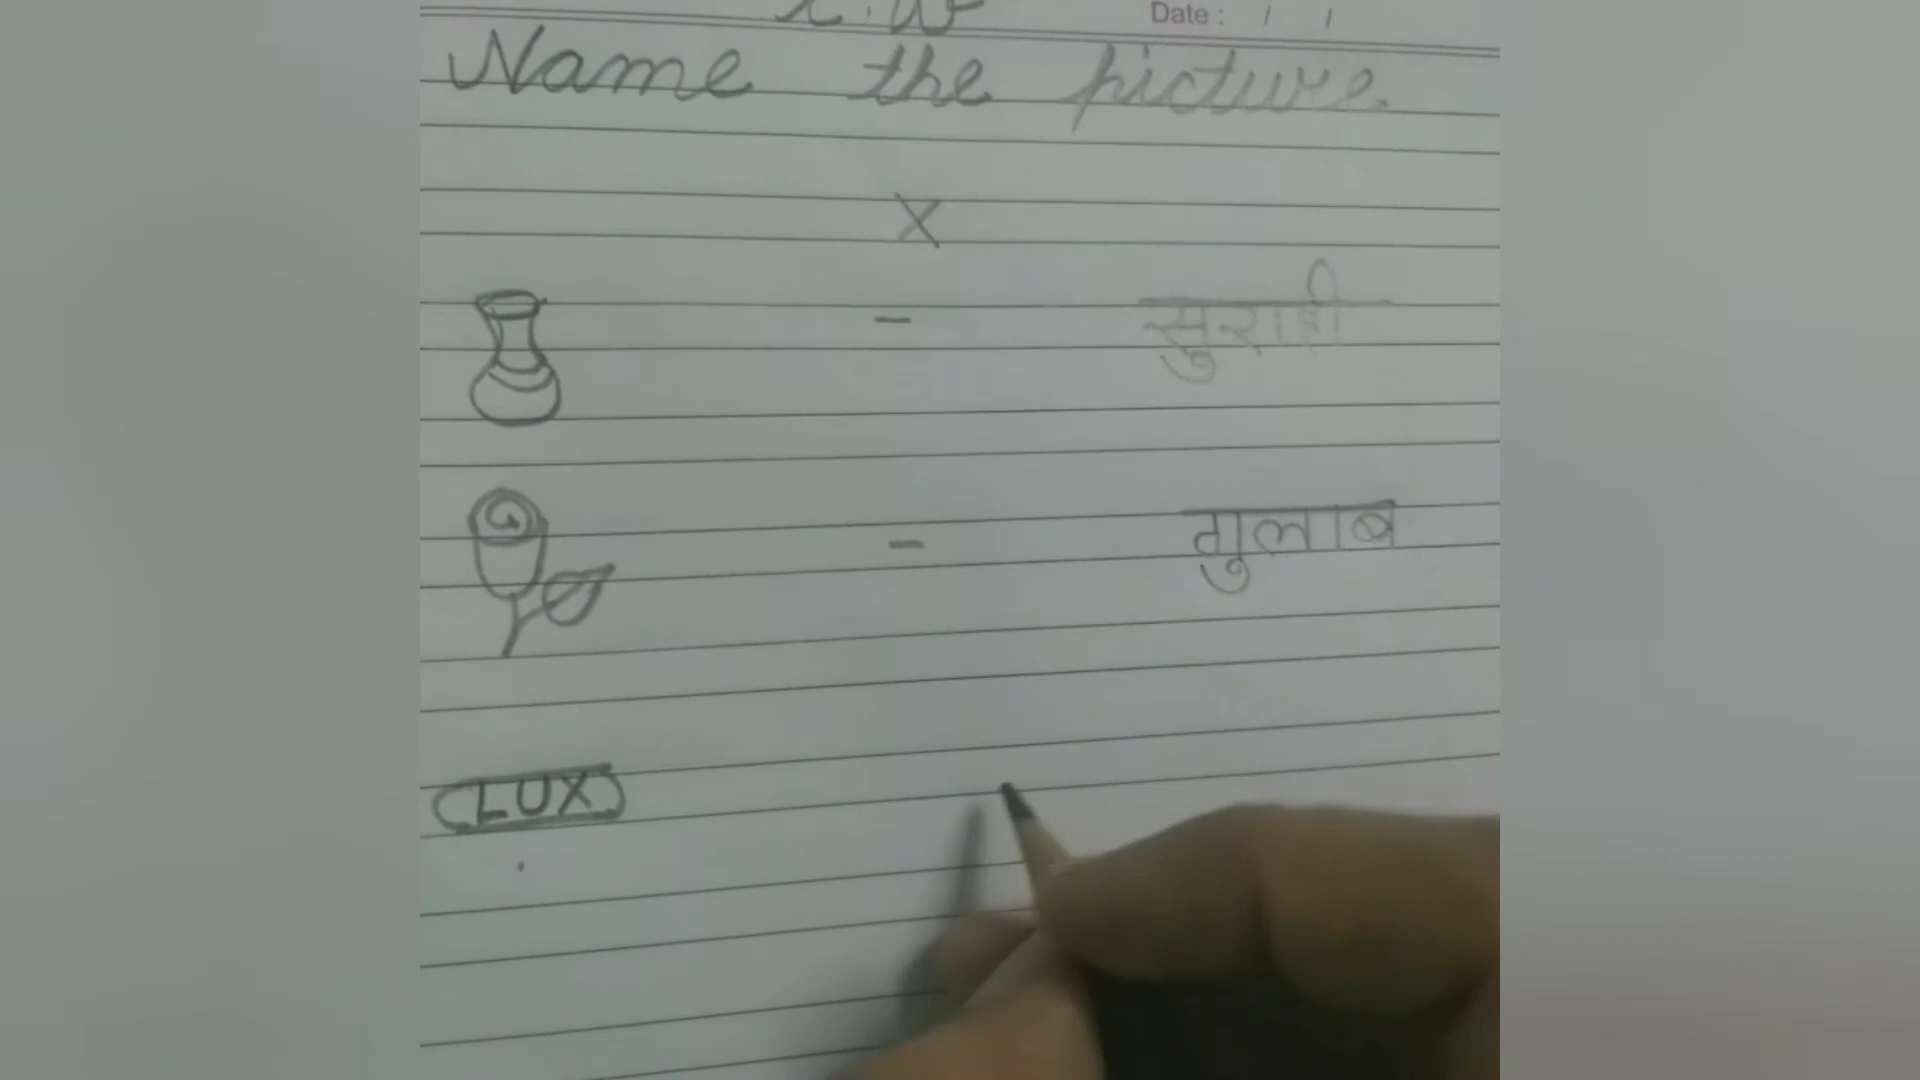 Date : / /
Name the picture.
X
- सुराही
- गुलाब
LUX